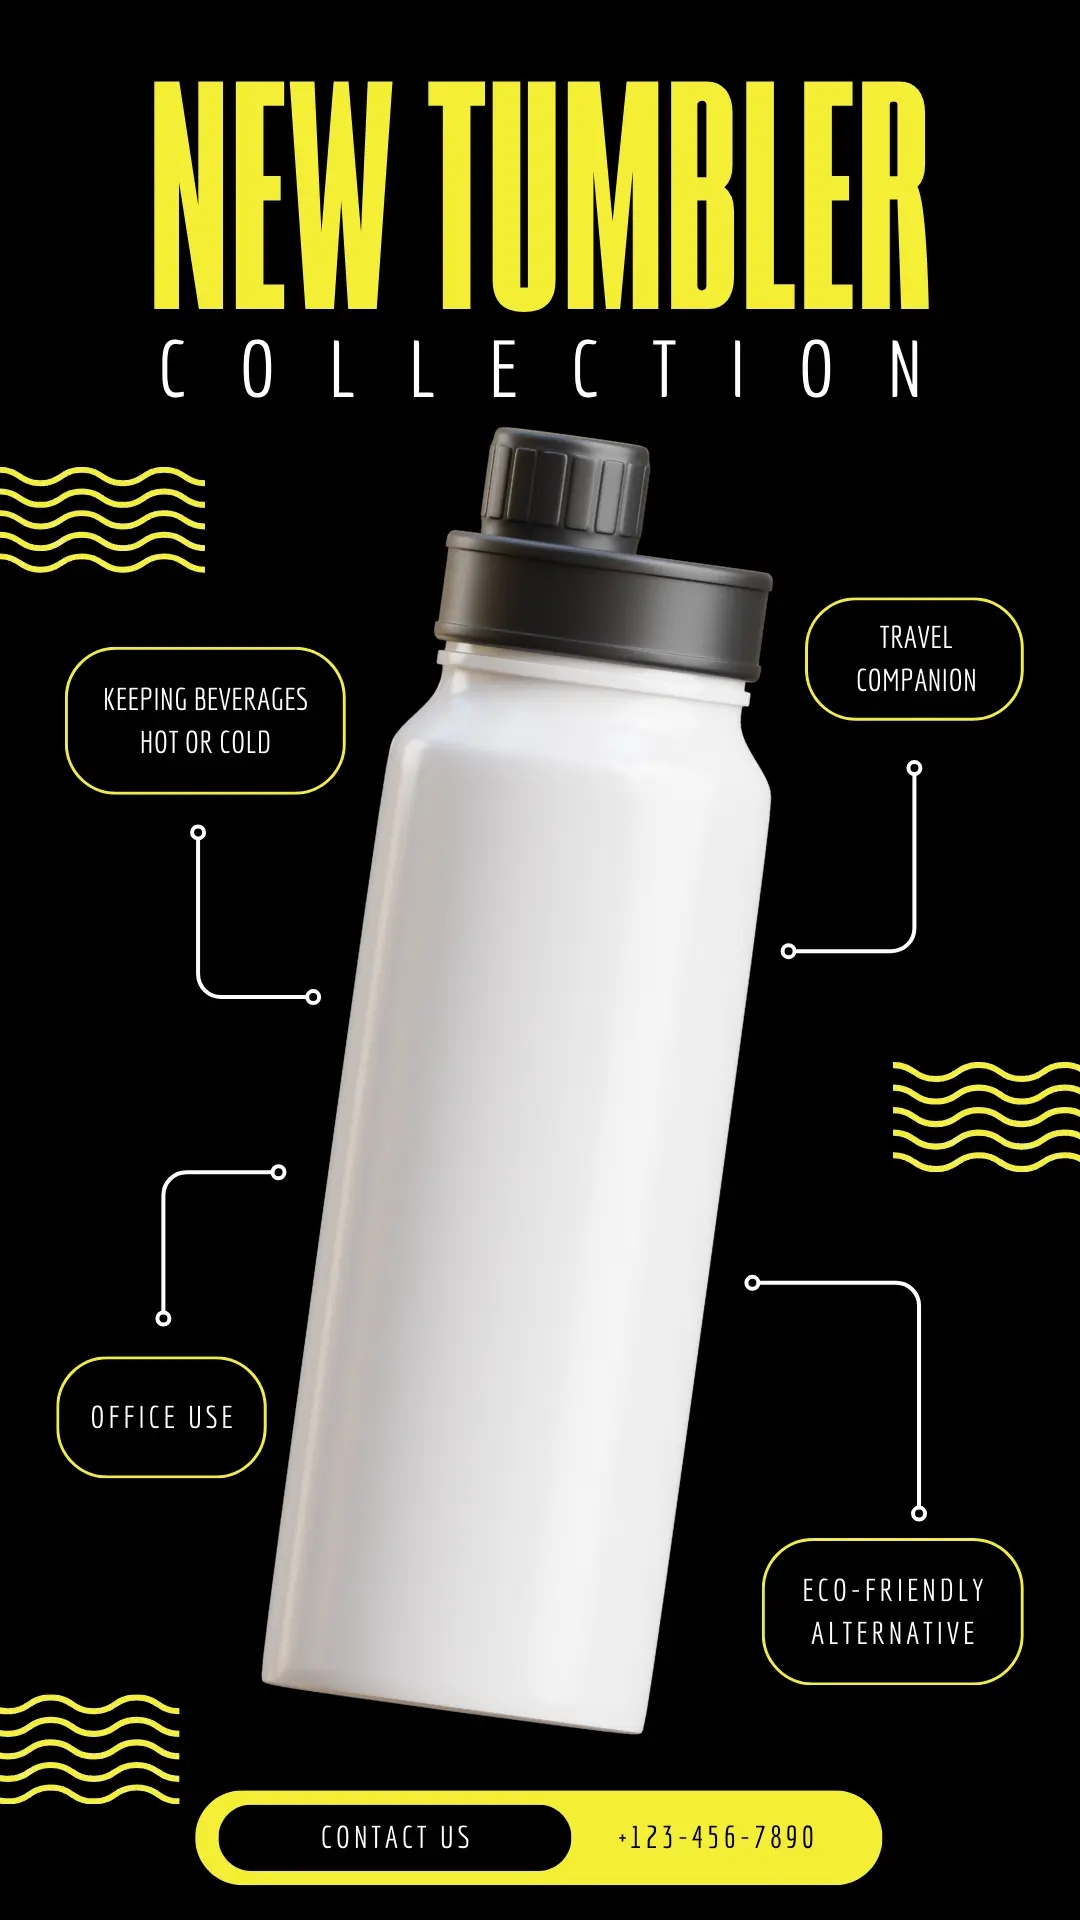 NEW TUMBLER
COLLECTION
TRAVEL
COMPANION
KEEPING BEVERAGES
HOT OR COLD
OFFICE USE
ECO-FRIENDLY
ALTERNATIVE
CONTACT US
+123-456-7890